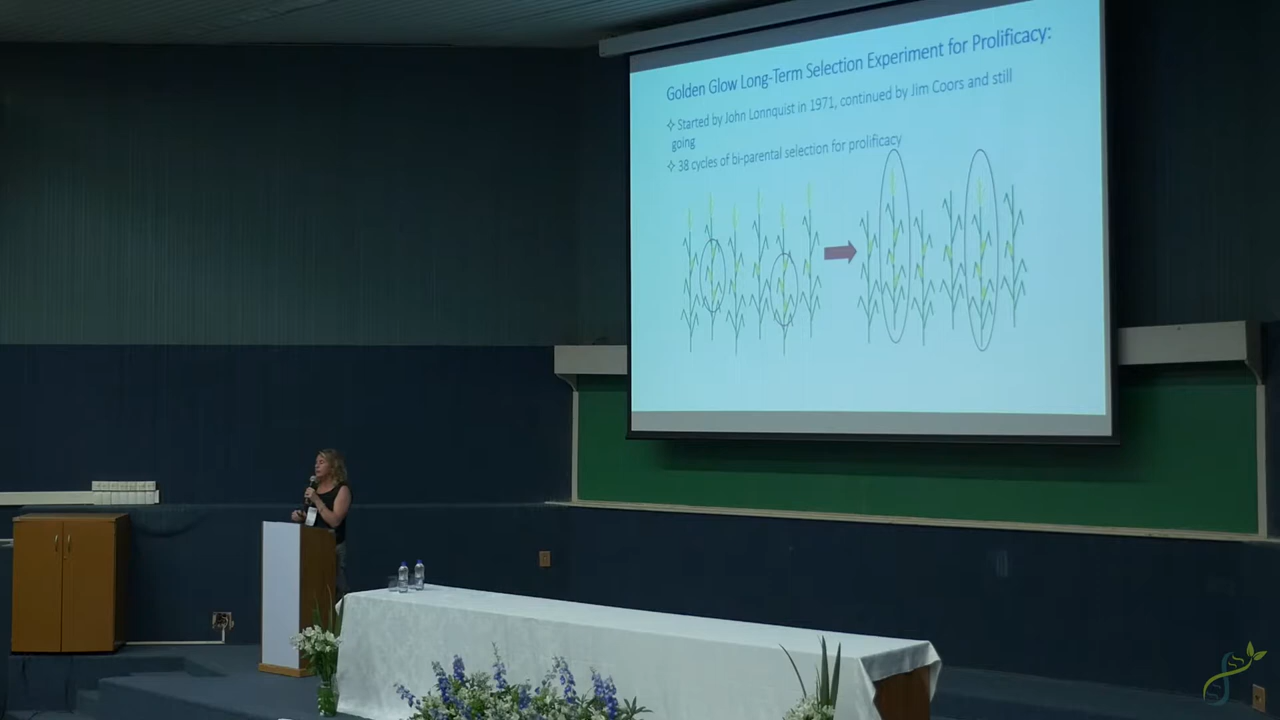 Golden Glow Long-Term Selection Experiment for Prolificacy:
✧ Started by John Lonnquist in 1971, continued by Jim Coors and still
going
✧ 38 cycles of bi-parental selection for prolificacy